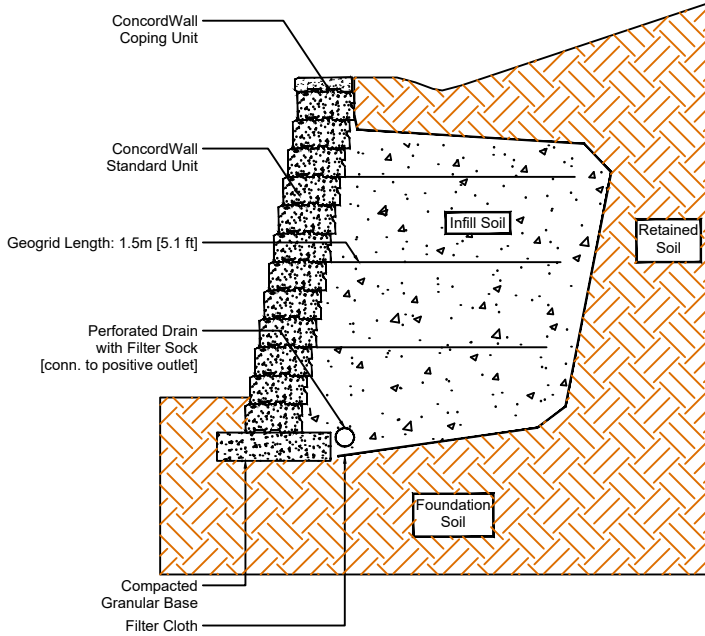 ConcordWall
Coping Unit
ConcordWall
Standard Unit
Infill Soil
Retained
Soil
Geogrid Length: 1.5m [5.1 ft]
Perforated Drain
with Filter Sock
[conn. to positive outlet]
Foundation
Soil
Compacted
Granular Base
Filter Cloth